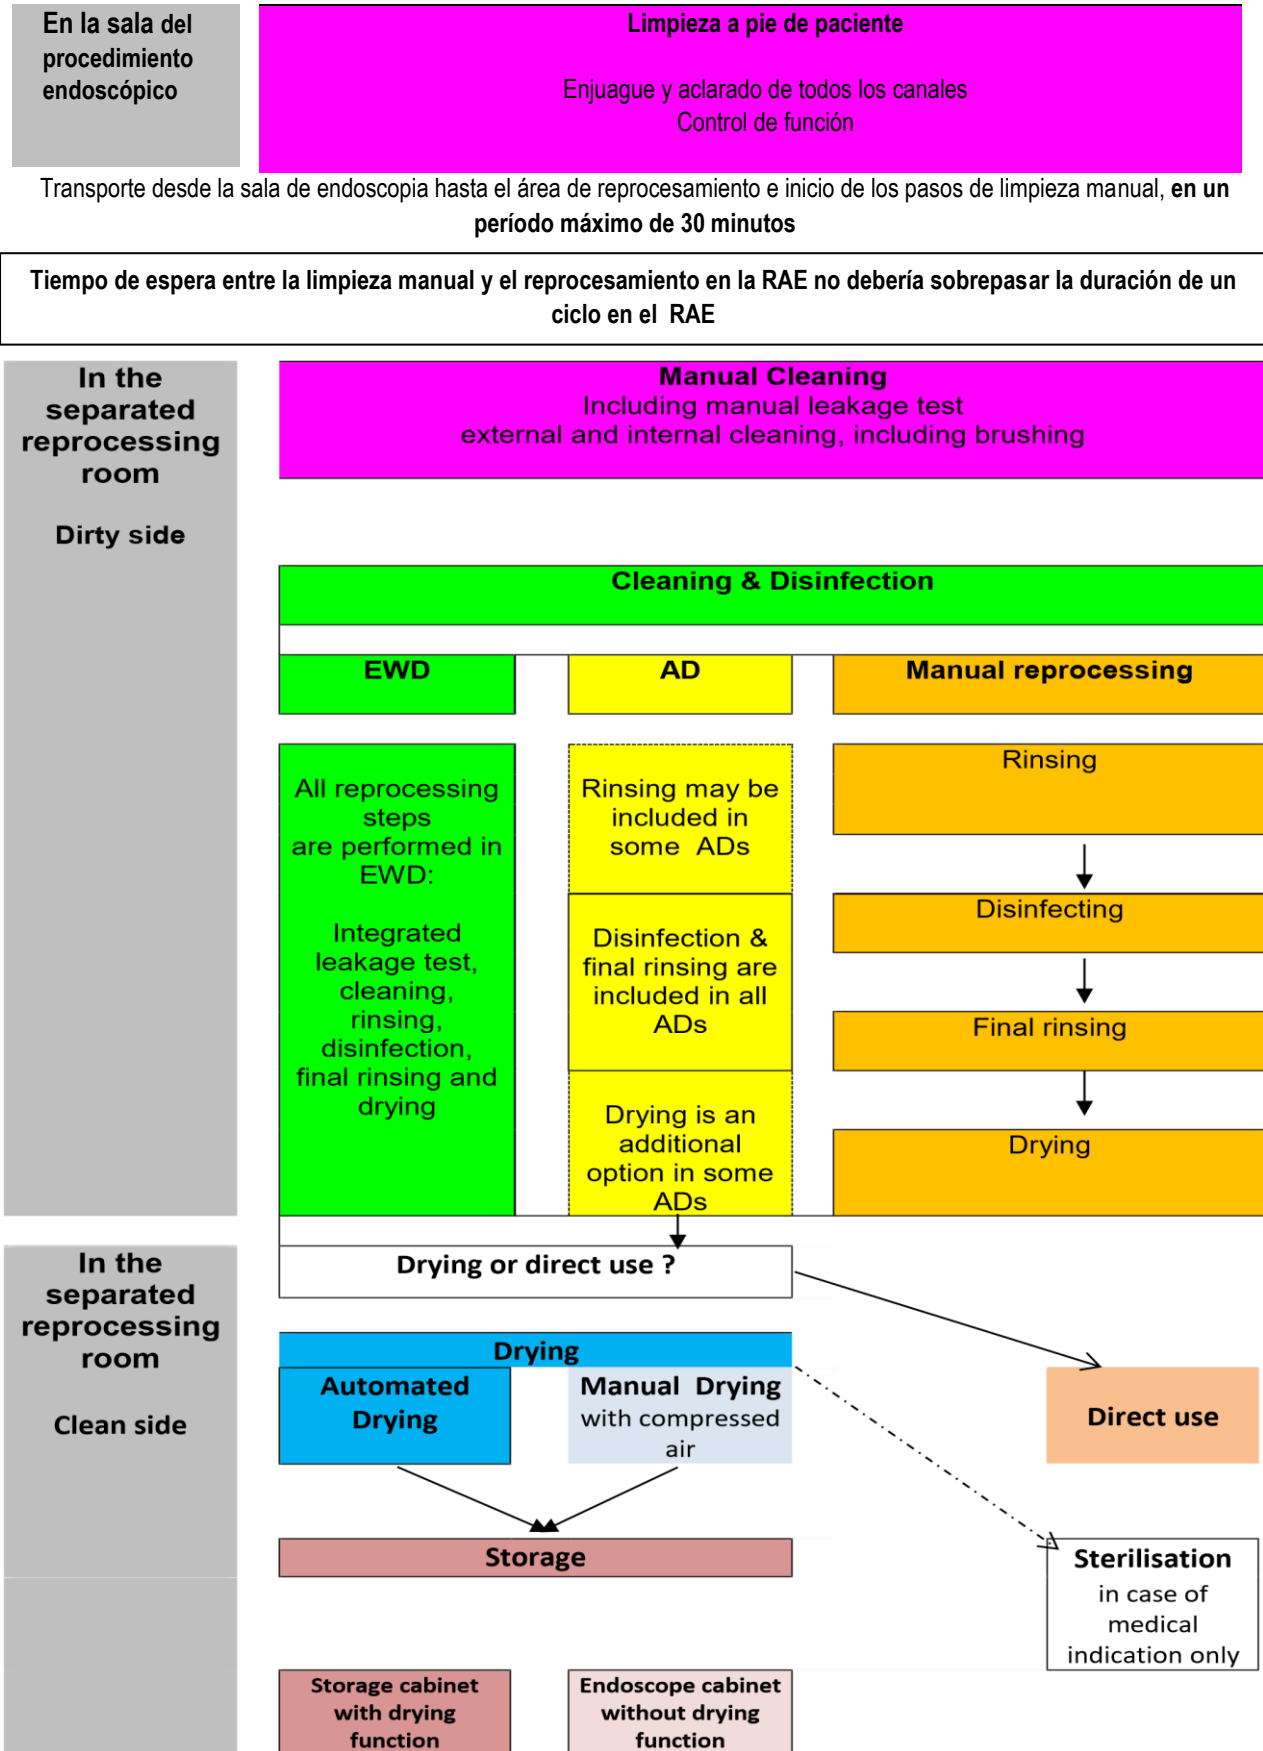 En la sala del
procedimiento
endoscópico
Limpieza a pie de paciente
Enjuague y aclarado de todos los canales
Control de función
Transporte desde la sala de endoscopia hasta el área de reprocesamiento e inicio de los pasos de limpieza manual, en un
período máximo de 30 minutos
Tiempo de espera entre la limpieza manual y el reprocesamiento en la RAE no debería sobrepasar la duración de un
ciclo en el RAE
In the
separated
reprocessing
room
Dirty side
Manual Cleaning
Including manual leakage test
external and internal cleaning, including brushing
Cleaning & Disinfection
EWD
AD
Manual reprocessing
All reprocessing
steps
are performed in
EWD:
Integrated
leakage test,
cleaning,
rinsing,
disinfection,
final rinsing and
drying
Rinsing may be
included in
some ADs
Disinfection &
final rinsing are
included in all
ADs
Drying is an
additional
option in some
ADs
Rinsing
Disinfecting
Final rinsing
Drying
In the
separated
reprocessing
room
Clean side
Drying or direct use ?
Drying
Automated
Drying
Manual Drying
with compressed
air
Direct use
Storage
Sterilisation
in case of
medical
indication only
Storage cabinet
with drying
function
Endoscope cabinet
without drying
function